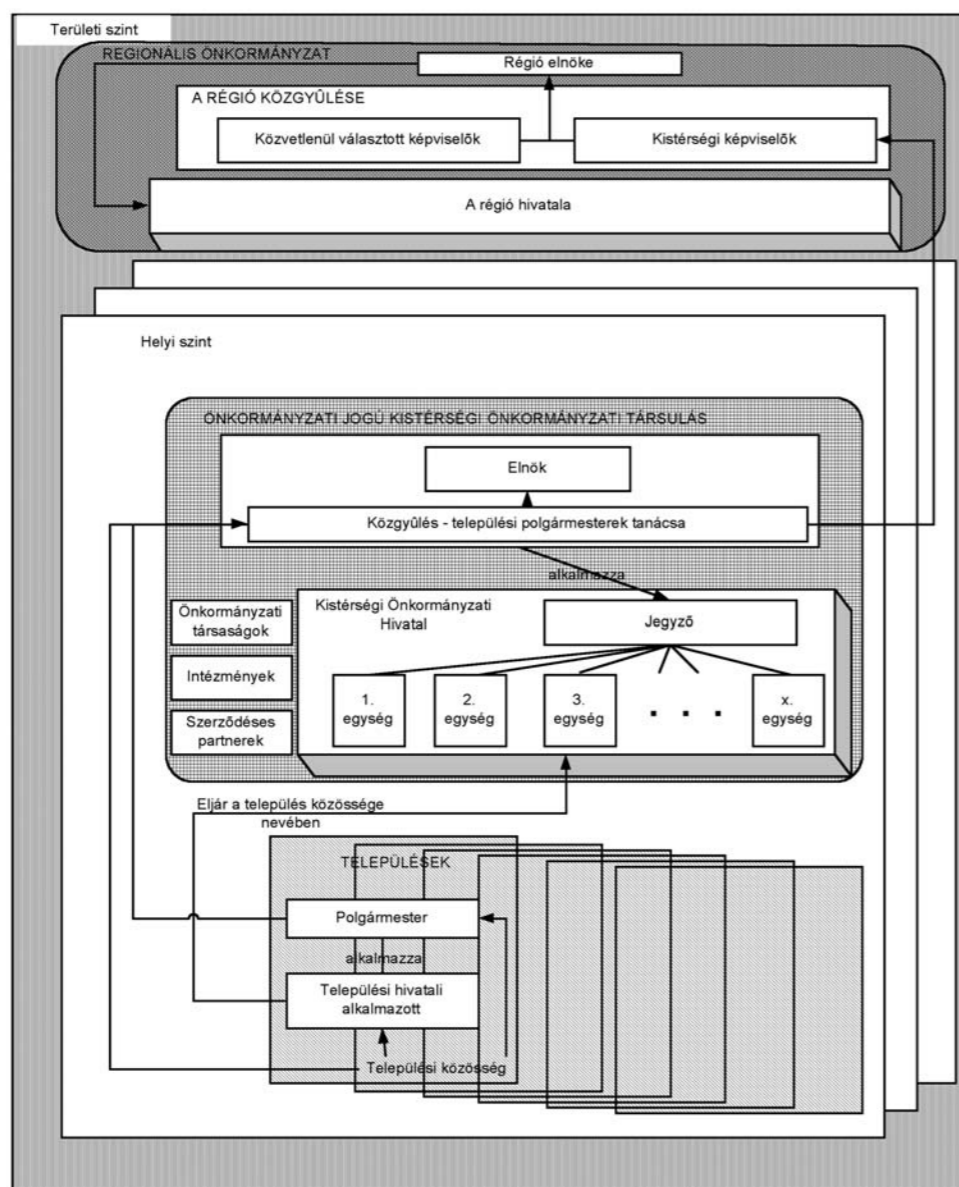 Területi szint
REGIONÁLIS ÖNKORMÁNYZAT
Régió elnöke
A RÉGIÓ KÖZGYŰLÉSE
Közvetlenül választott képviselők
Kistérségi képviselők
A régió hivatala
Helyi szint
ÖNKORMÁNYZATI JOGÚ KISTÉRSÉGI ÖNKORMÁNYZATI TÁRSULÁS
Elnök
Közgyûlés - települési polgármesterek tanácsa
alkalmazza
Kistérségi Önkormányzati
Hivatal
Jegyző
Önkormányzati
társaságok
Intézmények
Szerződéses
partnerek
1.
egység
2.
egység
3.
egység
. . .
x.
egység
Eljár a település közössége
nevében
TELEPÜLÉSEK
Polgármester
alkalmazza
Települési hivatali
alkalmazott
Települési közösség